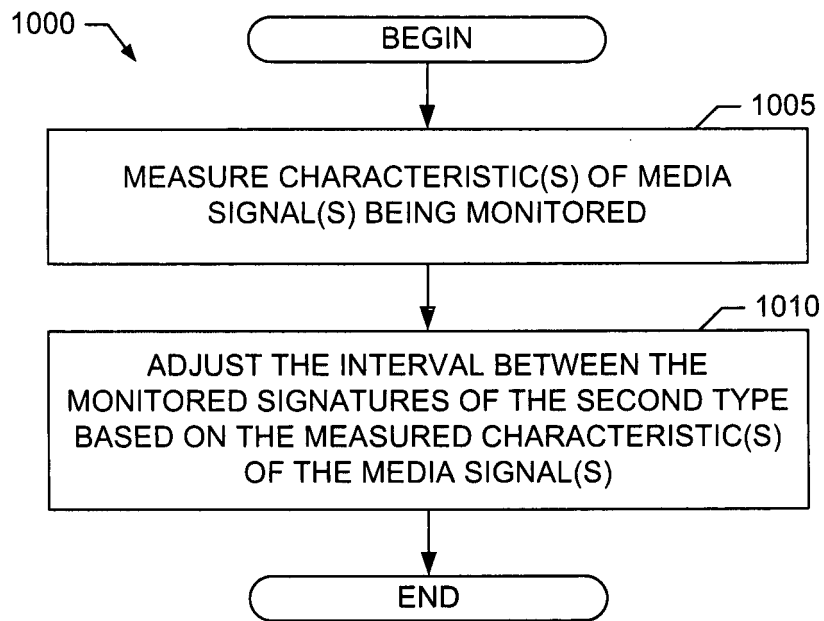 1000
BEGIN
1005
MEASURE CHARACTERISTIC(S) OF MEDIA
SIGNAL(S) BEING MONITORED
1010
ADJUST THE INTERVAL BETWEEN THE
MONITORED SIGNATURES OF THE SECOND TYPE
BASED ON THE MEASURED CHARACTERISTIC(S)
OF THE MEDIA SIGNAL(S)
END